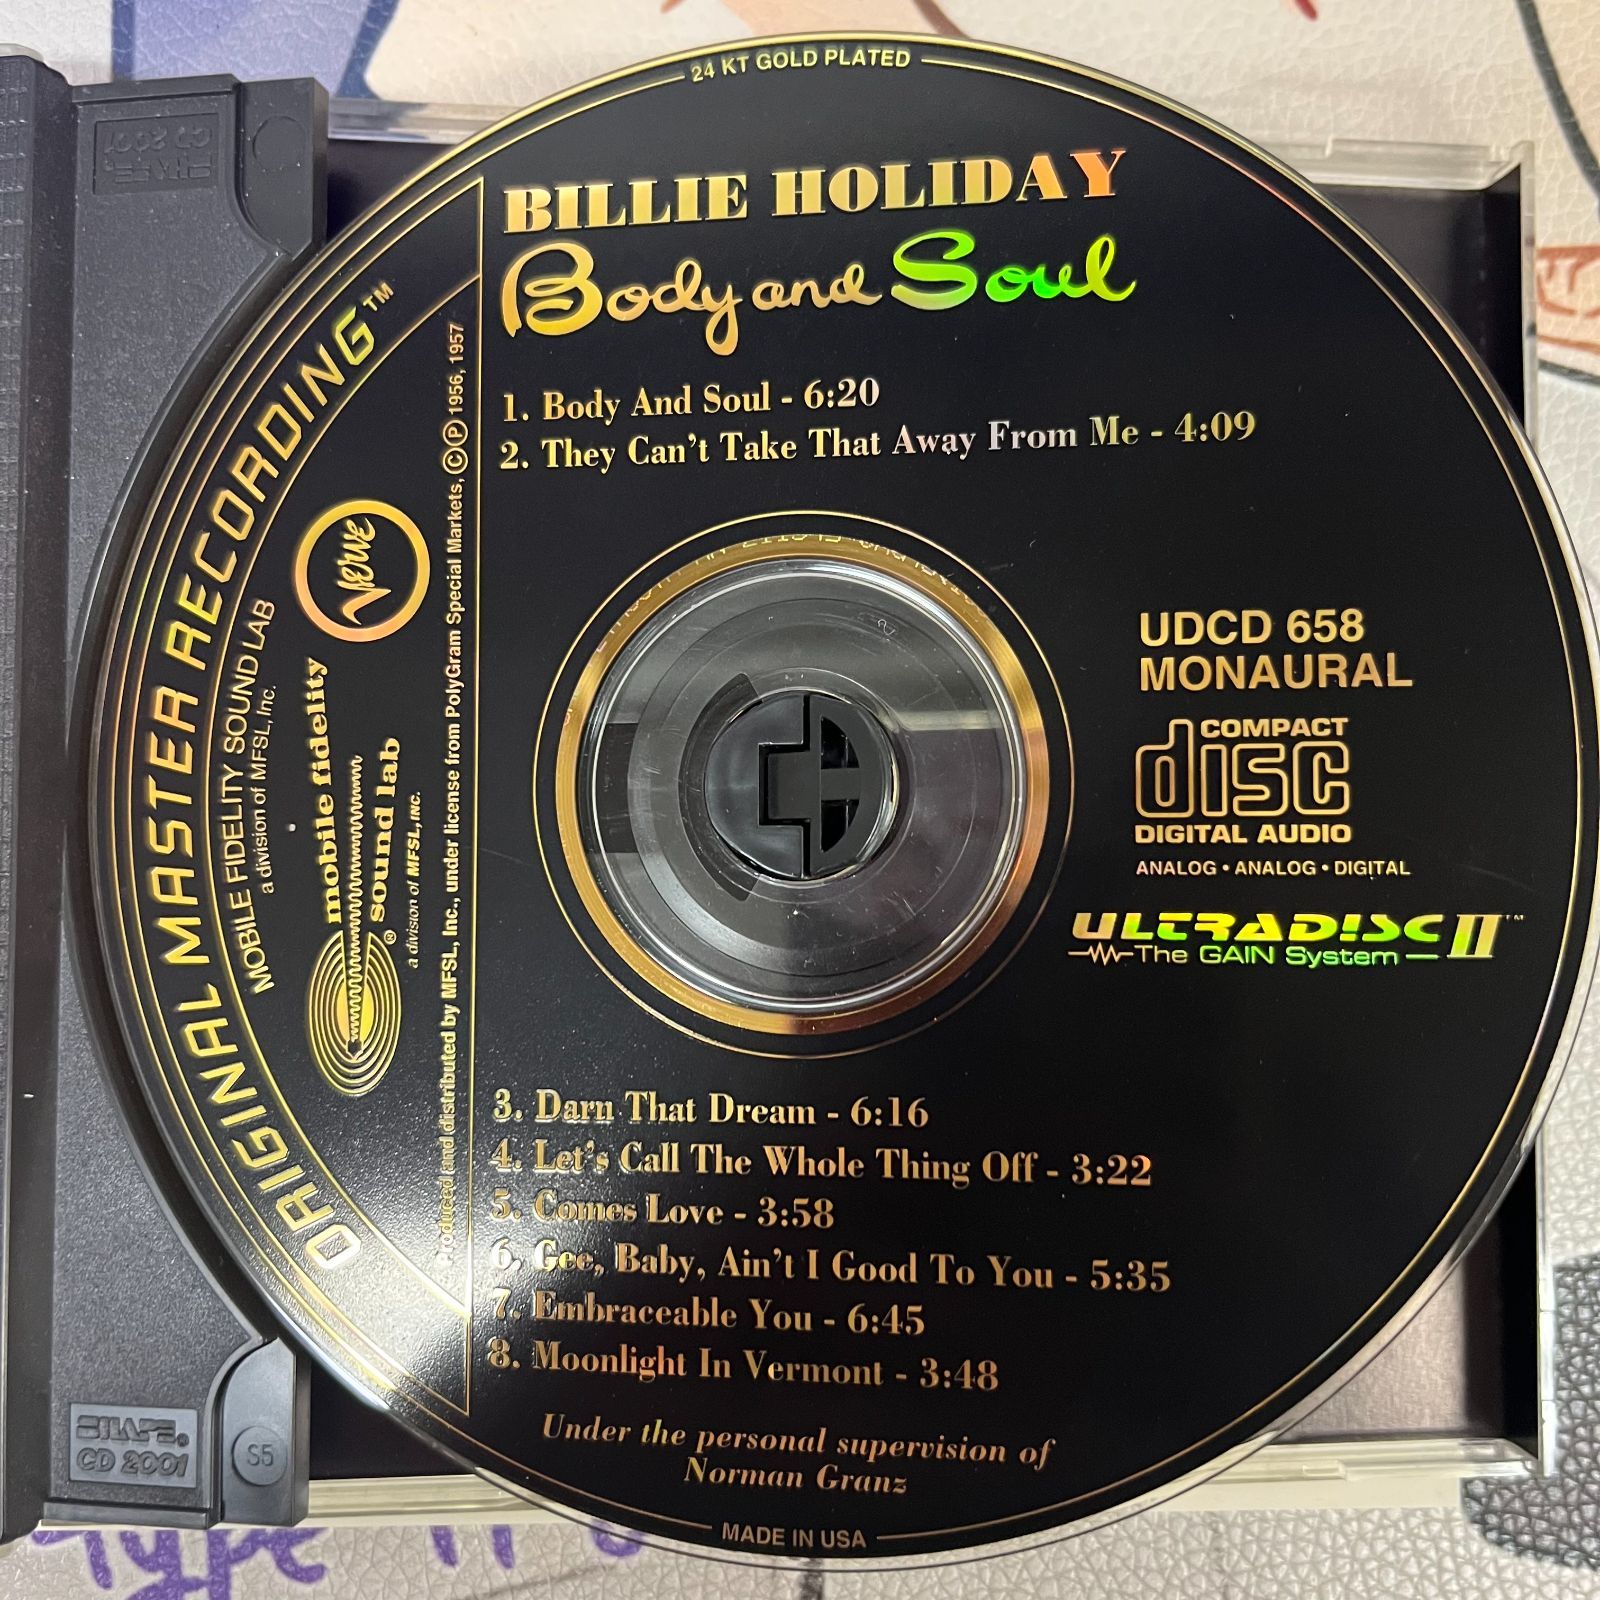 24 KT GOLD PLATED
BILLIE HOLIDAY
Body and Soul
1. Body And Soul - 6:20
2. They Can't Take That Away From Me - 4:09
UDCD 658
MONAURAL
COMPACT
disc
DIGITAL AUDIO
ANALOG • ANALOG • DIGITAL
ULTRADISC II™
The GAIN System
3. Darn That Dream - 6:16
4. Let's Call The Whole Thing Off - 3:22
5. Comes Love - 3:58
6. Gee, Baby, Ain't I Good To You - 5:35
7. Embraceable You - 6:45
8. Moonlight In Vermont - 3:48
Under the personal supervision of
Norman Granz
MADE IN USA
ORIGINAL MASTER RECORDING™
MOBILE FIDELITY SOUND LAB
a division of MFSL, Inc.
Verve
mobile fidelity
sound lab®
a division of MFSL, INC.
Produced and distributed by MFSL, Inc., under license from PolyGram Special Markets, © ℗ 1956, 1957
CD 2001
CD 2001
S5